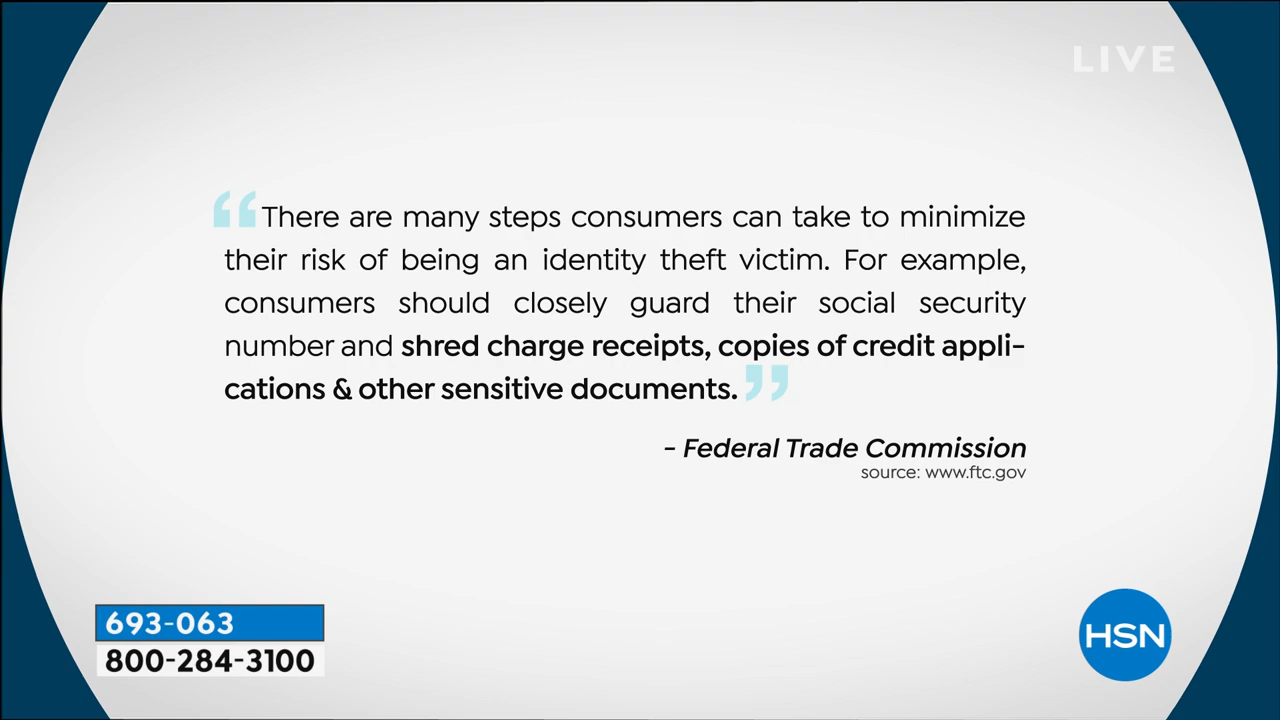 LIVE
“There are many steps consumers can take to minimize
their risk of being an identity theft victim. For example,
consumers should closely guard their social security
number and shred charge receipts, copies of credit appli-
cations & other sensitive documents.”
- Federal Trade Commission
source: www.ftc.gov
693-063
800-284-3100
HSN